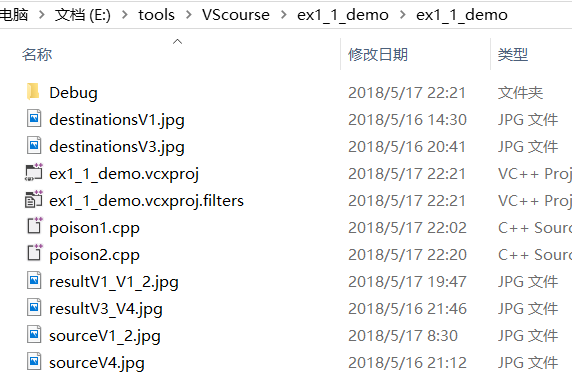 电脑 > 文档 (E:) > tools > VScourse > ex1_1_demo > ex1_1_demo
名称 修改日期 类型
Debug 2018/5/17 22:21 文件夹
destinationsV1.jpg 2018/5/16 14:30 JPG 文件
destinationsV3.jpg 2018/5/16 20:41 JPG 文件
ex1_1_demo.vcxproj 2018/5/17 22:21 VC++ Proj
ex1_1_demo.vcxproj.filters 2018/5/17 22:21 VC++ Proj
poison1.cpp 2018/5/17 22:02 C++ Sour
poison2.cpp 2018/5/17 22:20 C++ Sour
resultV1_V1_2.jpg 2018/5/17 19:47 JPG 文件
resultV3_V4.jpg 2018/5/16 21:46 JPG 文件
sourceV1_2.jpg 2018/5/17 8:30 JPG 文件
sourceV4.jpg 2018/5/16 21:12 JPG 文件